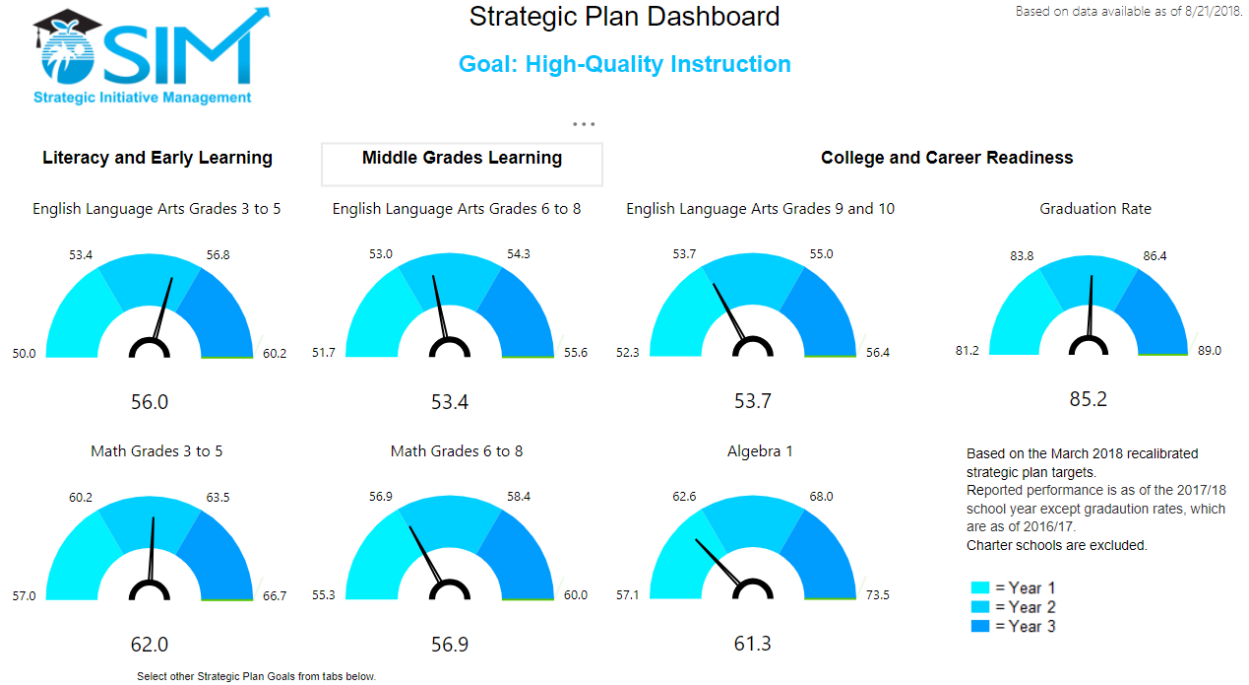 Strategic Plan Dashboard
Based on data available as of 8/21/2018.
SIM
Strategic Initiative Management
Goal: High-Quality Instruction
...
Literacy and Early Learning
Middle Grades Learning
College and Career Readiness
English Language Arts Grades 3 to 5
53.4
56.8
50.0
60.2
56.0
English Language Arts Grades 6 to 8
53.0
54.3
51.7
55.6
53.4
English Language Arts Grades 9 and 10
53.7
55.0
52.3
56.4
53.7
Graduation Rate
83.8
86.4
81.2
89.0
85.2
Math Grades 3 to 5
60.2
63.5
57.0
66.7
62.0
Math Grades 6 to 8
56.9
58.4
55.3
60.0
56.9
Algebra 1
62.6
68.0
57.1
73.5
61.3
Based on the March 2018 recalibrated
strategic plan targets.
Reported performance is as of the 2017/18
school year except gradaution rates, which
are as of 2016/17.
Charter schools are excluded.
= Year 1
= Year 2
= Year 3
Select other Strategic Plan Goals from tabs below.